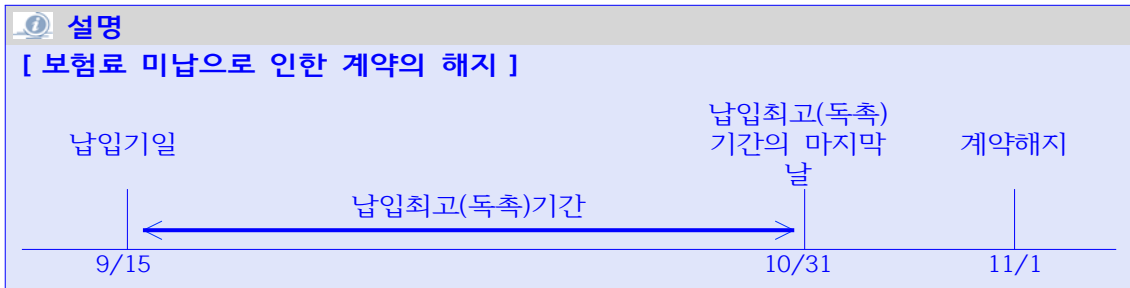 설명
[ 보험료 미납으로 인한 계약의 해지 ]
납입기일
납입최고(독촉)
기간의 마지막
날
계약해지
납입최고(독촉)기간
9/15
10/31
11/1